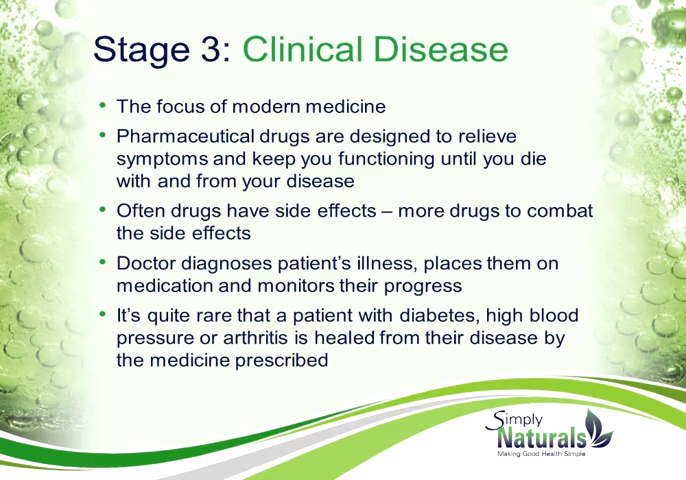 Stage 3: Clinical Disease
• The focus of modern medicine
• Pharmaceutical drugs are designed to relieve
symptoms and keep you functioning until you die
with and from your disease
• Often drugs have side effects – more drugs to combat
the side effects
• Doctor diagnoses patient's illness, places them on
medication and monitors their progress
• It's quite rare that a patient with diabetes, high blood
pressure or arthritis is healed from their disease by
the medicine prescribed
Simply
Naturals
Making Good Health Simple